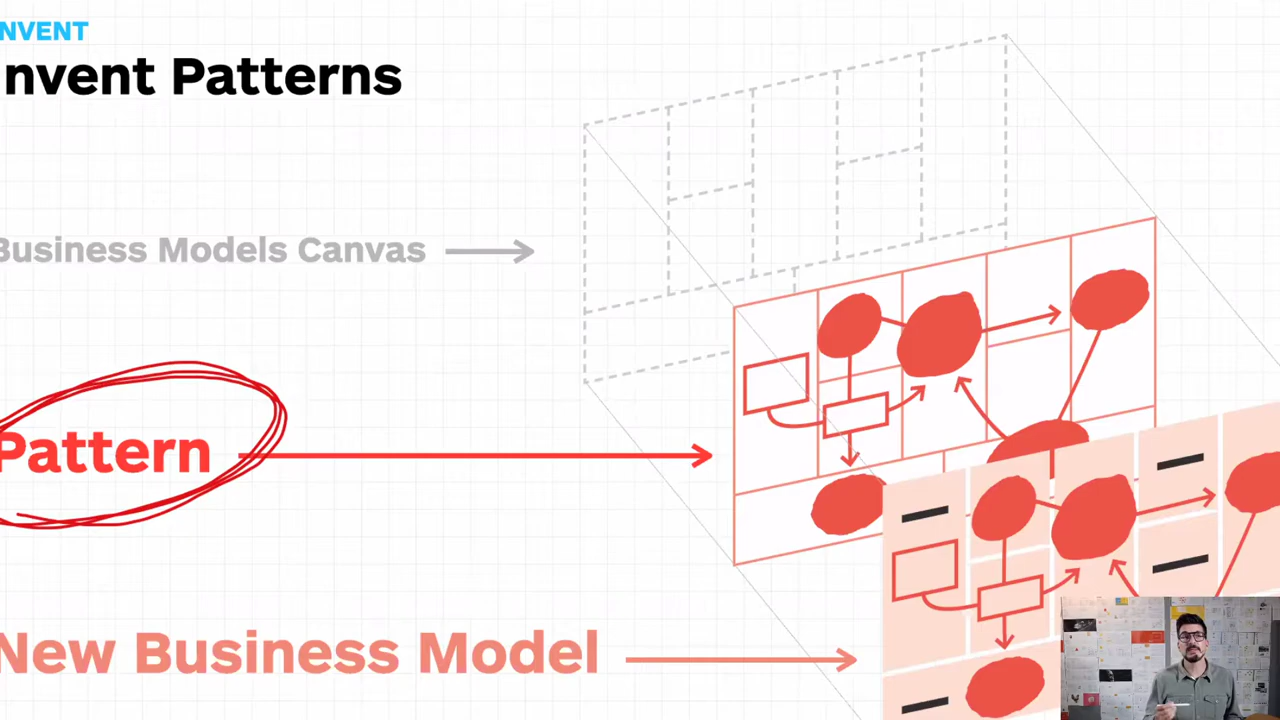 NVENT
nvent Patterns
Business Models Canvas
Pattern
New Business Model